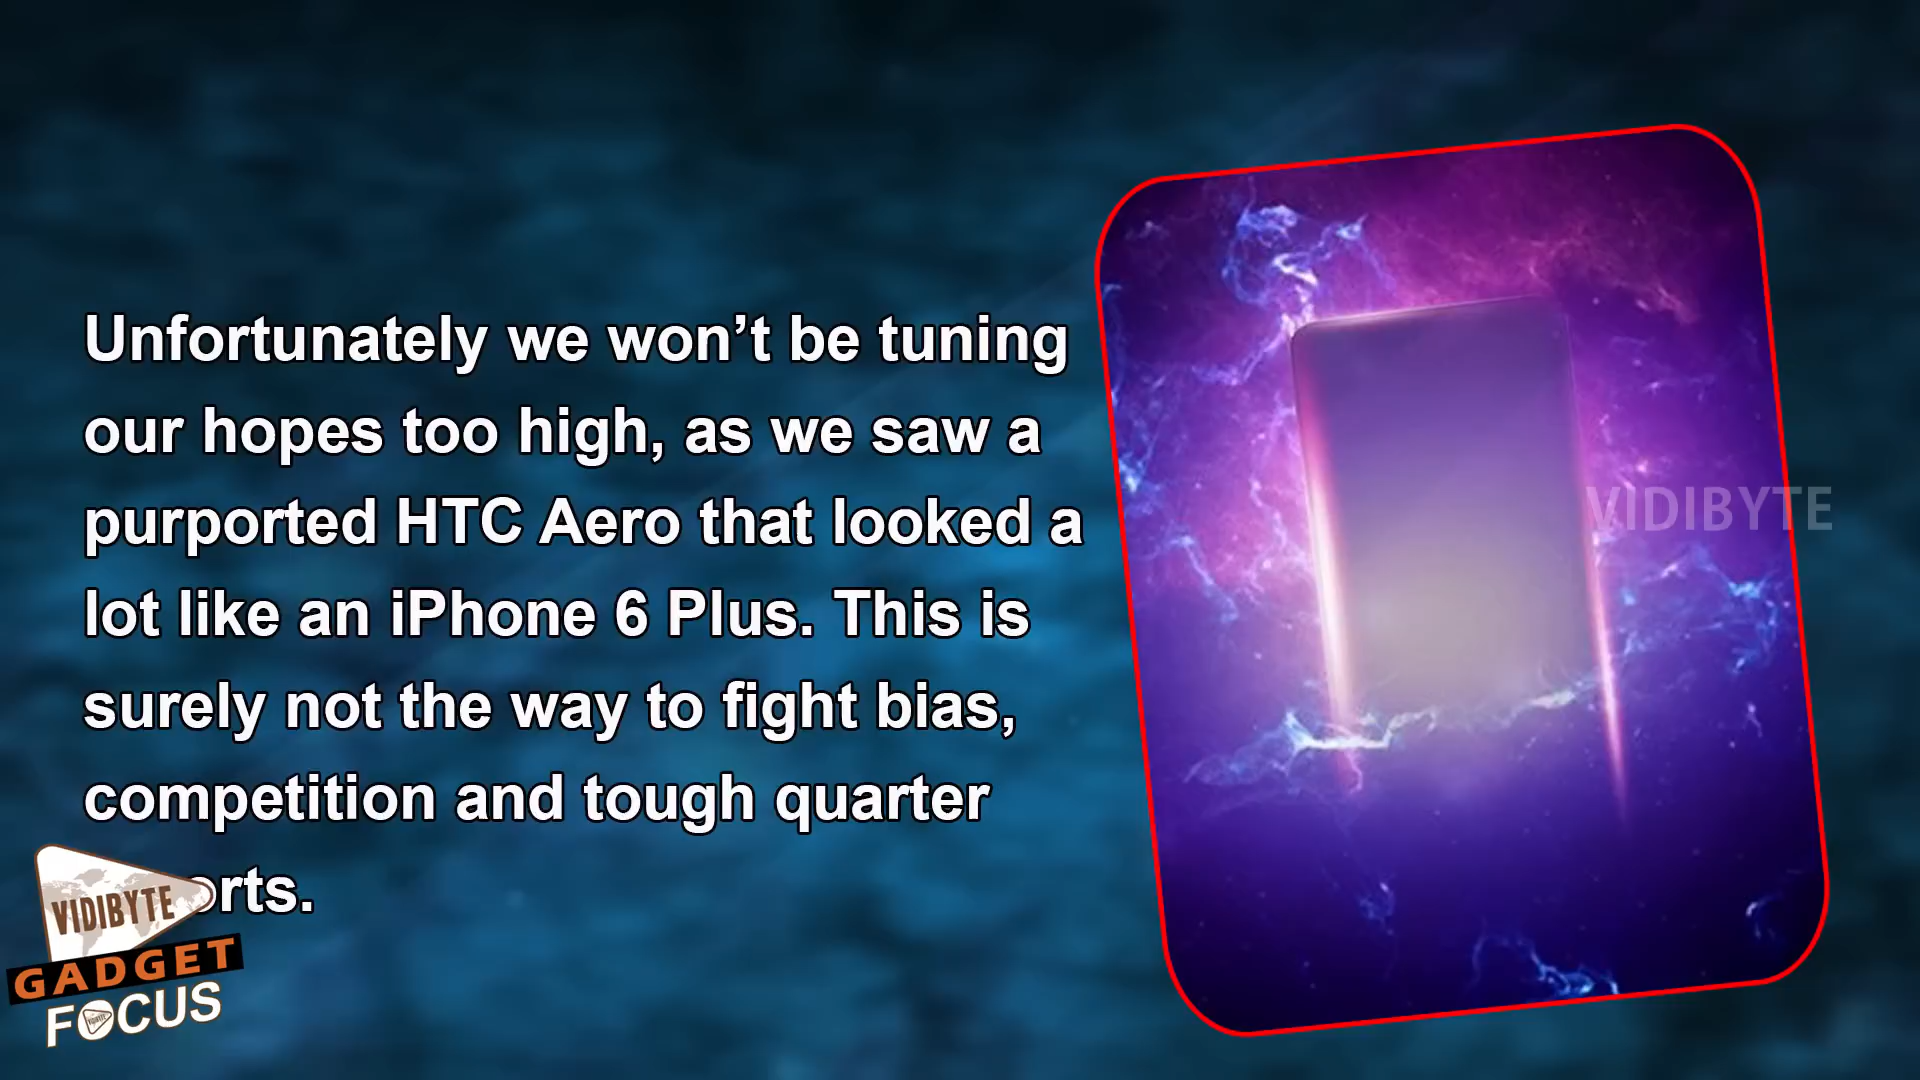 Unfortunately we won’t be tuning
our hopes too high, as we saw a
purported HTC Aero that looked a
lot like an iPhone 6 Plus. This is
surely not the way to fight bias,
competition and tough quarter
VIDIBYTE
VIDIBYTE
GADGET
FOCUS